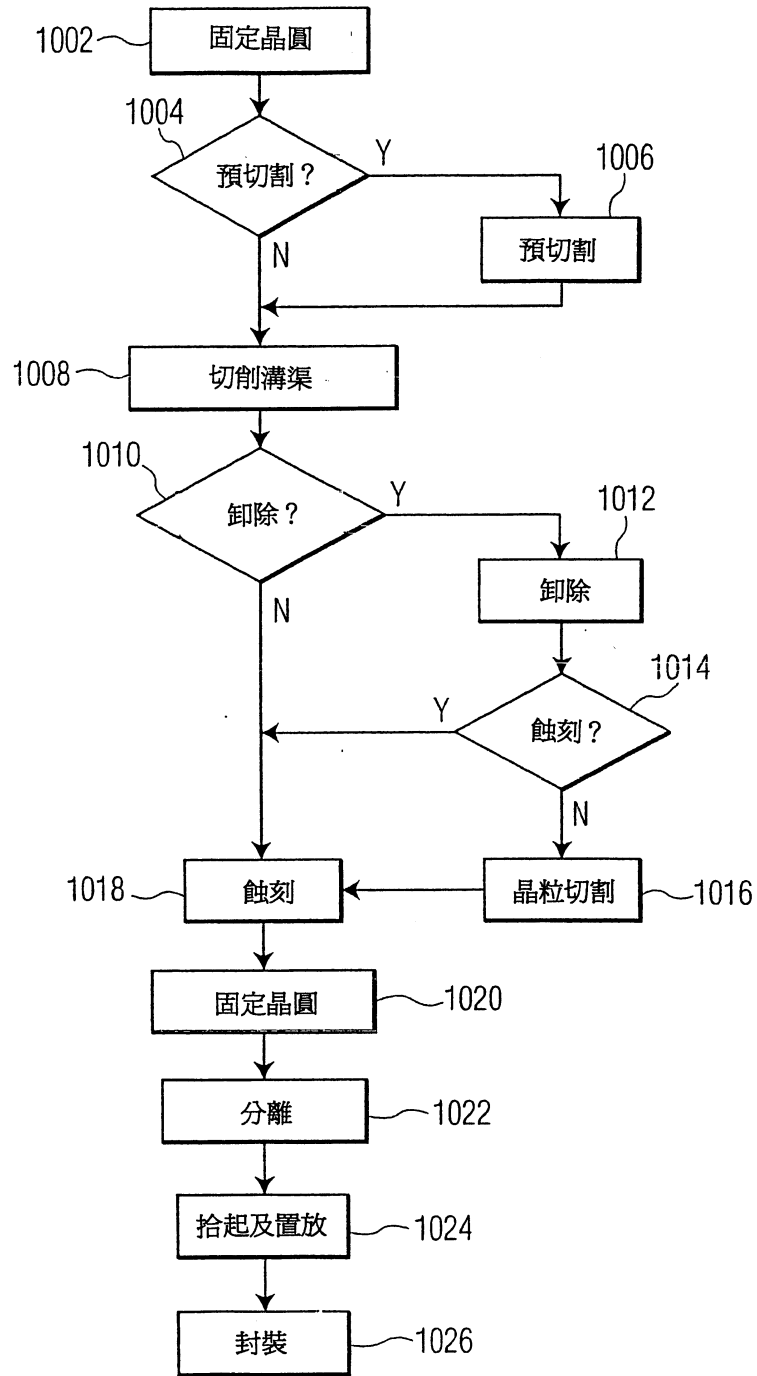 1002
固定晶圓
1004
預切割?
Y
1006
預切割
N
1008
切削溝渠
1010
卸除?
Y
1012
卸除
N
1014
蝕刻?
Y
N
1018
蝕刻
晶粒切割
1016
固定晶圓
1020
分離
1022
拾起及置放
1024
封裝
1026